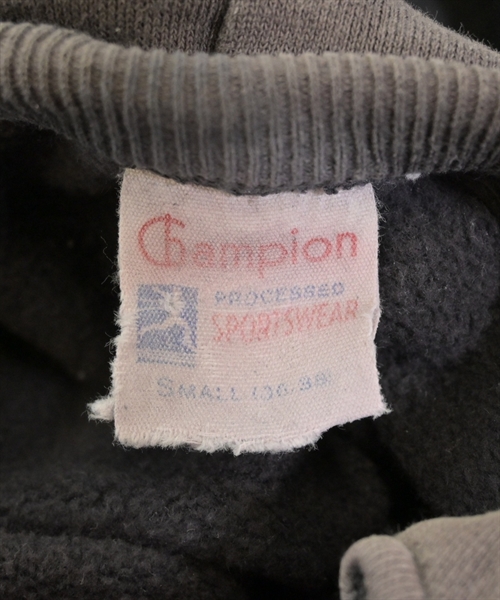 Champion
PROCESSED
SPORTSWEAR
SMALL (36-38)